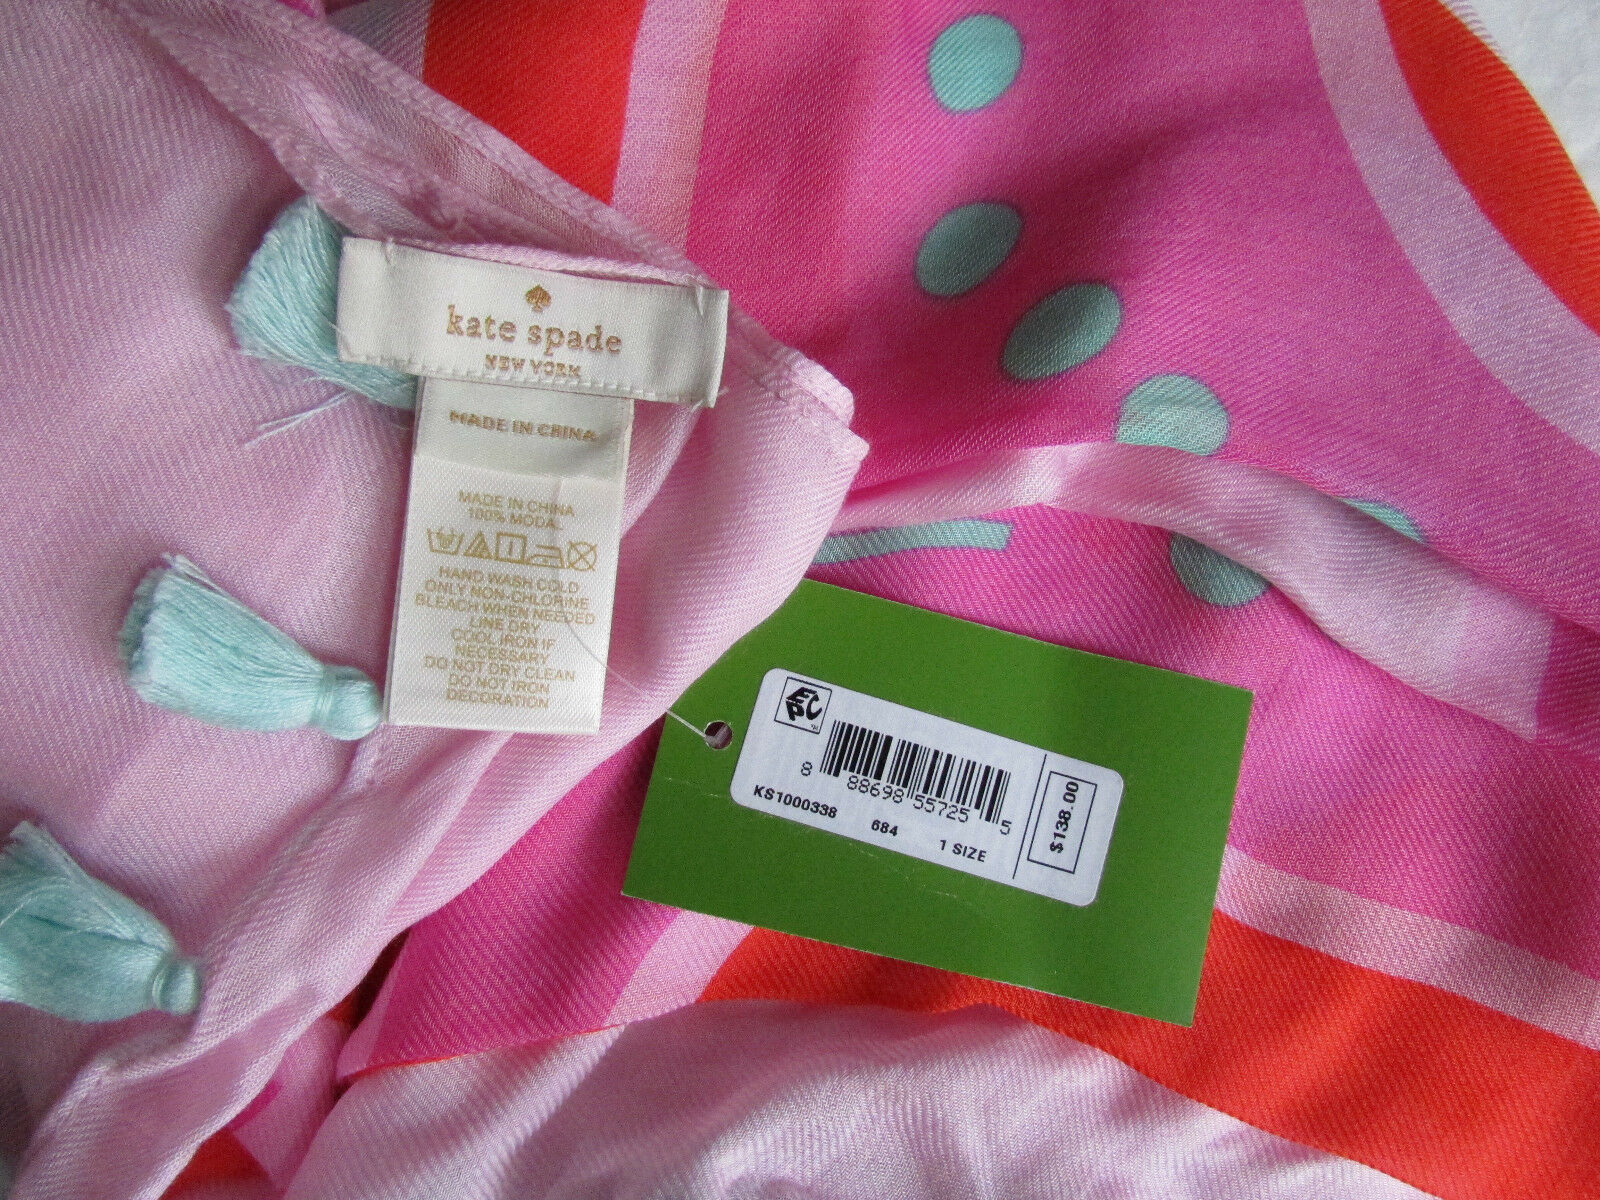 kate spade
NEW YORK
MADE IN CHINA
MADE IN CHINA
100% MODAL
HAND WASH COLD
ONLY NON-CHLORINE
BLEACH WHEN NEEDED
LINE DRY
COOL IRON IF
NECESSARY
DO NOT DRY CLEAN
DO NOT IRON
DECORATION
EPC TM
8 88698 55725 5
KS1000338 684 1 SIZE
$138.00